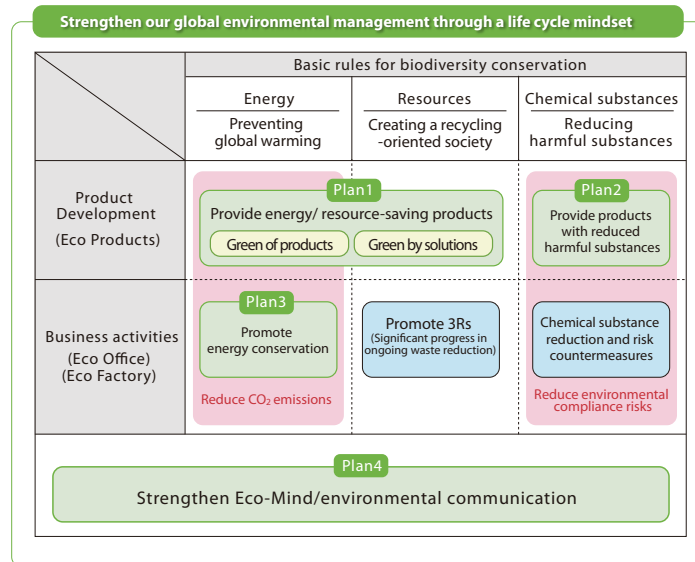 Strengthen our global environmental management through a life cycle mindset
Basic rules for biodiversity conservation
Energy
Preventing
global warming
Resources
Creating a recycling
-oriented society
Chemical substances
Reducing
harmful substances
Product
Development
(Eco Products)
Plan1
Provide energy/ resource-saving products
Green of products
Green by solutions
Plan2
Provide products
with reduced
harmful substances
Business activities
(Eco Office)
(Eco Factory)
Plan3
Promote
energy conservation
Reduce CO₂ emissions
Promote 3Rs
(Significant progress in
ongoing waste reduction)
Chemical substance
reduction and risk
countermeasures
Reduce environmental
compliance risks
Plan4
Strengthen Eco-Mind/environmental communication